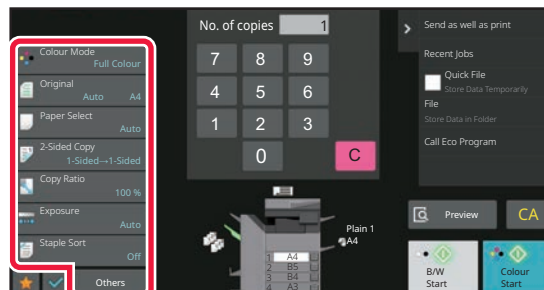 Colour Mode
Full Colour
Original
Auto A4
Paper Select
Auto
2-Sided Copy
1-Sided→1-Sided
Copy Ratio
100 %
Exposure
Auto
Staple Sort
Off
Others
No. of copies 1
7 8 9
4 5 6
1 2 3
0 C
Plain 1
A4
1 A4
2 B5
3 B4
4 A3
Send as well as print
Recent Jobs
Quick File
Store Data Temporarily
File
Store Data in Folder
Call Eco Program
Preview CA
B/W
Start
Colour
Start